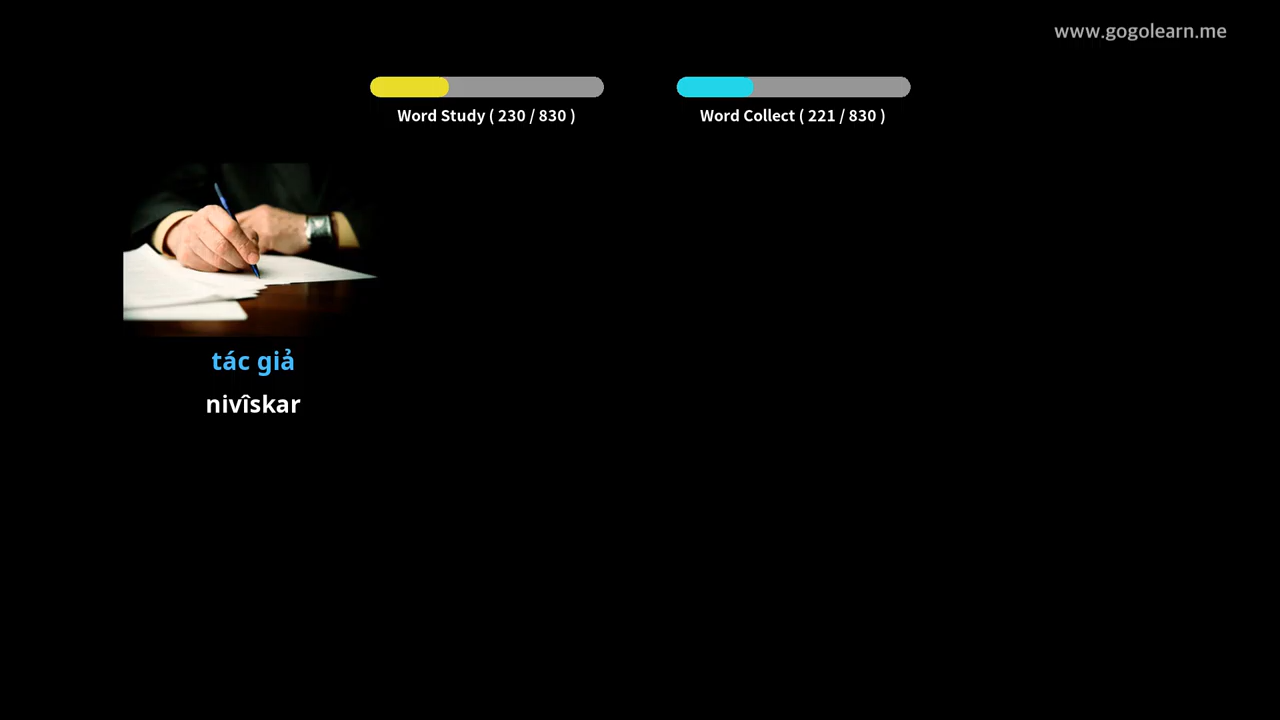 www.gogolearn.me
Word Study ( 230 / 830 )
Word Collect ( 221 / 830 )
tác giả
nivîskar